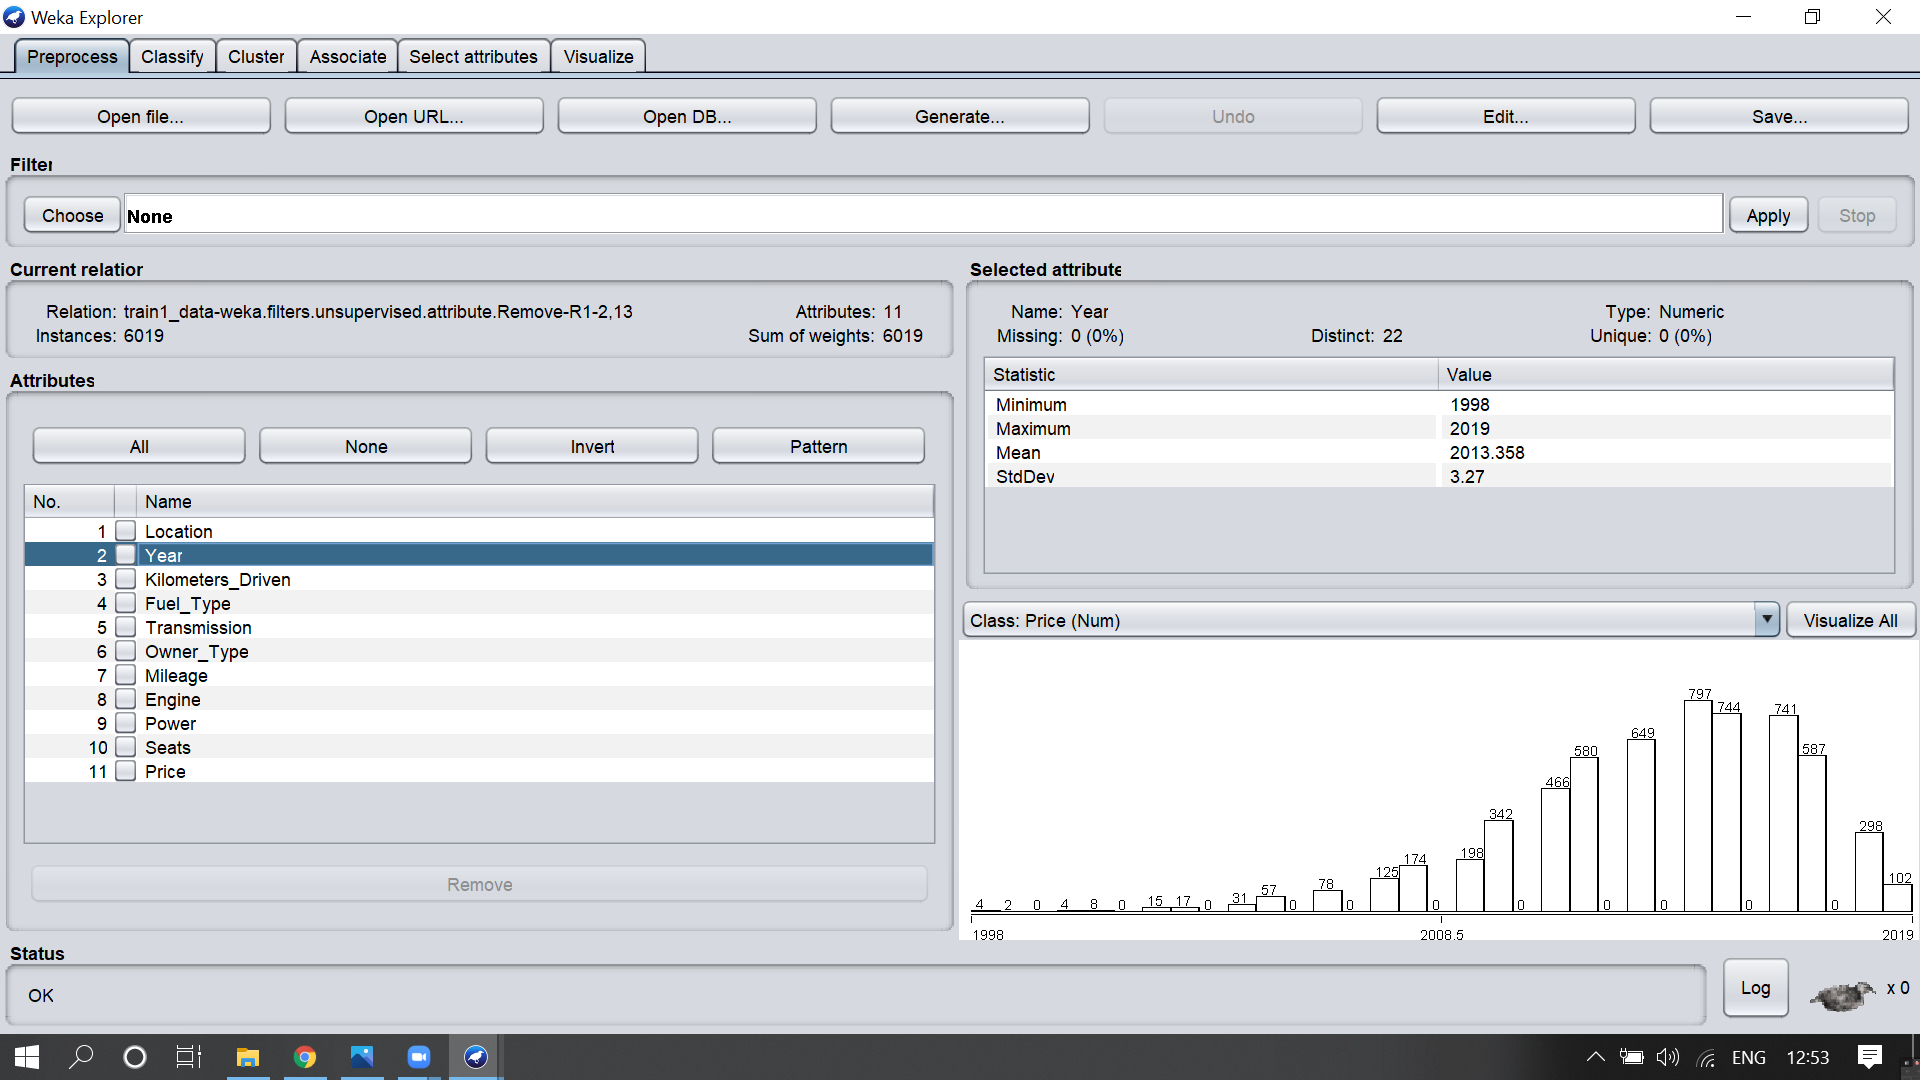 Weka Explorer
Preprocess Classify Cluster Associate Select attributes Visualize
Open file... Open URL... Open DB... Generate... Undo Edit... Save...
Filter
Choose None Apply Stop
Current relation
Relation: train1_data-weka.filters.unsupervised.attribute.Remove-R1-2,13 Attributes: 11
Instances: 6019 Sum of weights: 6019
Attributes
All None Invert Pattern
No. Name
1 Location
2 Year
3 Kilometers_Driven
4 Fuel_Type
5 Transmission
6 Owner_Type
7 Mileage
8 Engine
9 Power
10 Seats
11 Price
Remove
Selected attribute
Name: Year Type: Numeric
Missing: 0 (0%) Distinct: 22 Unique: 0 (0%)
Statistic Value
Minimum 1998
Maximum 2019
Mean 2013.358
StdDev 3.27
Class: Price (Num) Visualize All
4 2 0 4 8 0 15 17 0 31 57 0 78 0 125 174 0 198 342 0 466 580 0 649 0 797 744 0 741 587 0 298 102
1998 2008.5 2019
Status
OK
Log x 0
ENG 12:53